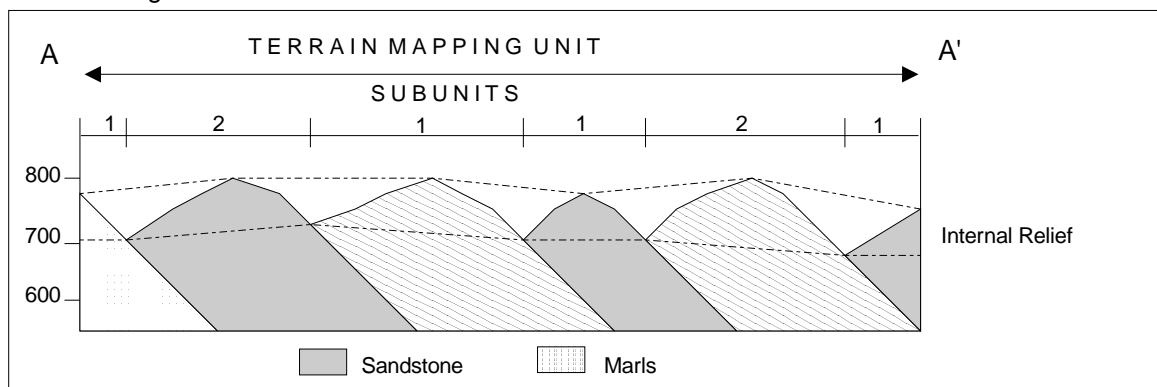 A
TERRAIN MAPPING UNIT
A'
SUBUNITS
1 2 1 1 2 1
800
700
Internal Relief
600
Sandstone
Marls